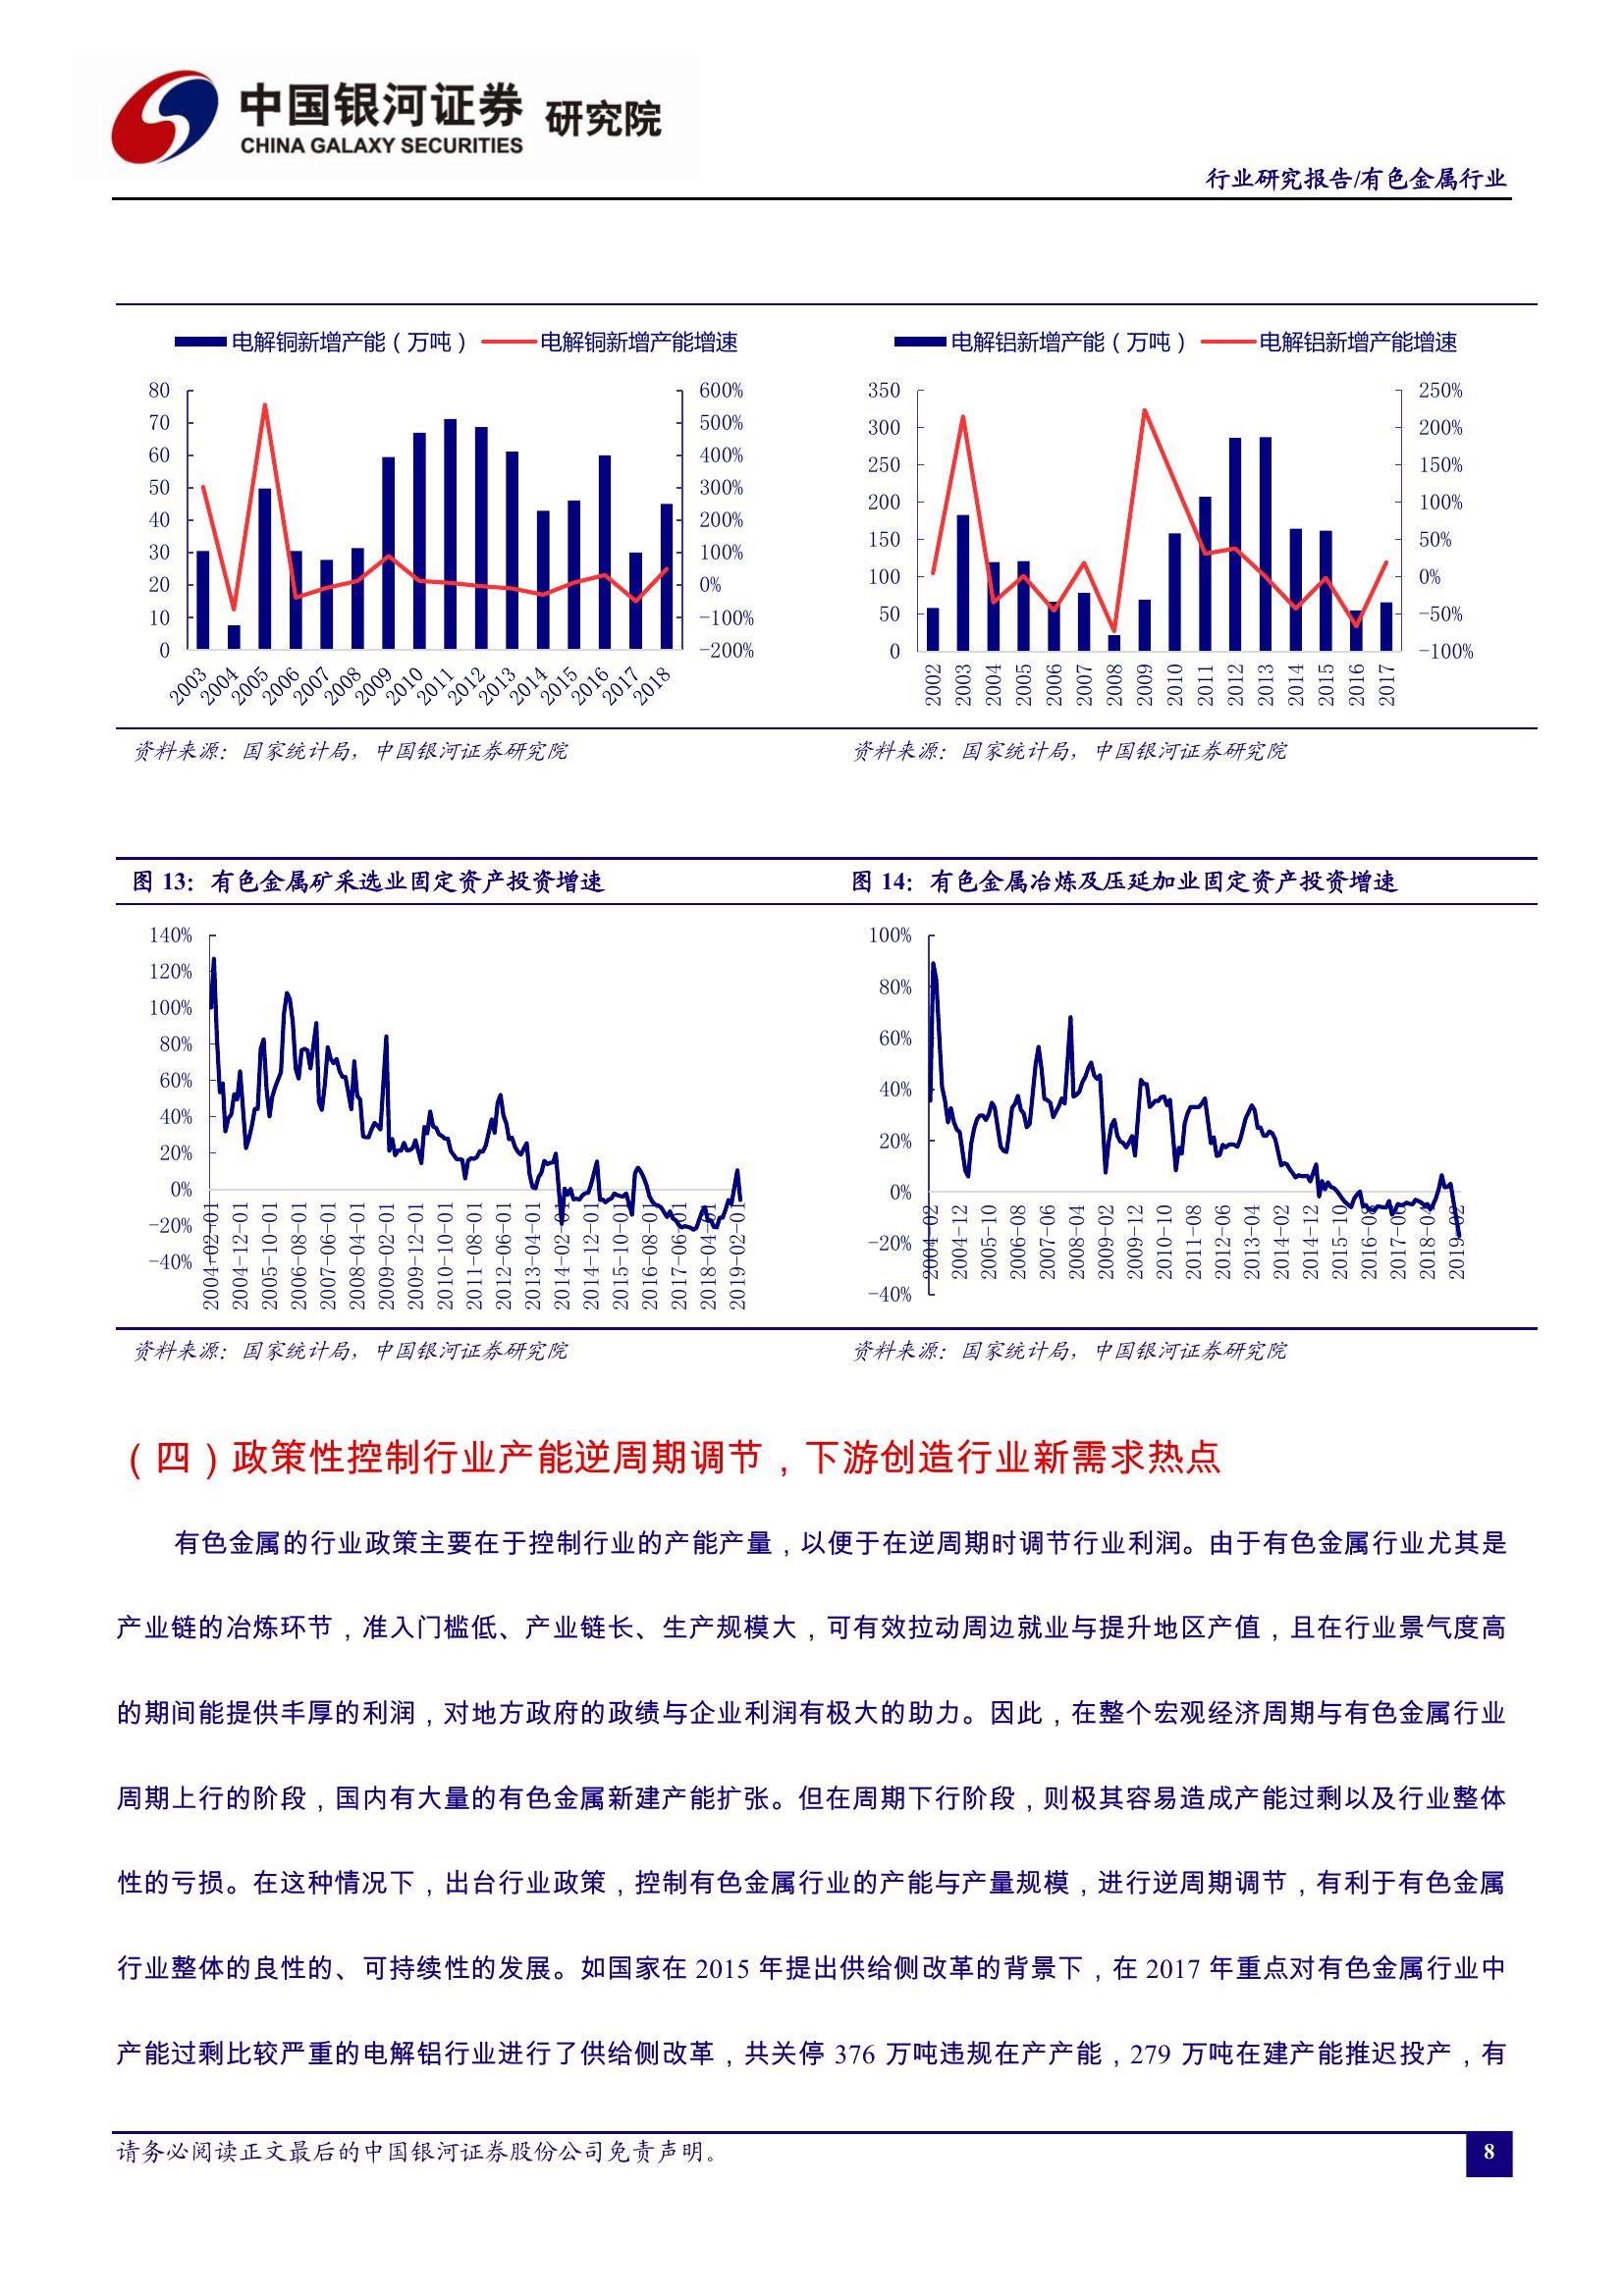 中国银河证券 研究院
CHINA GALAXY SECURITIES
行业研究报告/有色金属行业
电解铜新增产能（万吨） 电解铜新增产能增速
80
70
60
50
40
30
20
10
0
600%
500%
400%
300%
200%
100%
0%
-100%
-200%
2003 2004 2005 2006 2007 2008 2009 2010 2011 2012 2013 2014 2015 2016 2017 2018
资料来源：国家统计局，中国银河证券研究院
电解铝新增产能（万吨） 电解铝新增产能增速
350
300
250
200
150
100
50
0
250%
200%
150%
100%
50%
0%
-50%
-100%
2002 2003 2004 2005 2006 2007 2008 2009 2010 2011 2012 2013 2014 2015 2016 2017
资料来源：国家统计局，中国银河证券研究院
图 13：有色金属矿采选业固定资产投资增速
140%
120%
100%
80%
60%
40%
20%
0%
-20%
-40%
2004-02-01 2004-12-01 2005-10-01 2006-08-01 2007-06-01 2008-04-01 2009-02-01 2009-12-01 2010-10-01 2011-08-01 2012-06-01 2013-04-01 2014-02-01 2014-12-01 2015-10-01 2016-08-01 2017-06-01 2018-04-01 2019-02-01
资料来源：国家统计局，中国银河证券研究院
图 14：有色金属冶炼及压延加业固定资产投资增速
100%
80%
60%
40%
20%
0%
-20%
-40%
2004-02 2004-12 2005-10 2006-08 2007-06 2008-04 2009-02 2009-12 2010-10 2011-08 2012-06 2013-04 2014-02 2014-12 2015-10 2016-08 2017-06 2018-04 2019-02
资料来源：国家统计局，中国银河证券研究院
（四）政策性控制行业产能逆周期调节，下游创造行业新需求热点
有色金属的行业政策主要在于控制行业的产能产量，以便于在逆周期时调节行业利润。由于有色金属行业尤其是
产业链的冶炼环节，准入门槛低、产业链长、生产规模大，可有效拉动周边就业与提升地区产值，且在行业景气度高
的期间能提供丰厚的利润，对地方政府的政绩与企业利润有极大的助力。因此，在整个宏观经济周期与有色金属行业
周期上行的阶段，国内有大量的有色金属新建产能扩张。但在周期下行阶段，则极其容易造成产能过剩以及行业整体
性的亏损。在这种情况下，出台行业政策，控制有色金属行业的产能与产量规模，进行逆周期调节，有利于有色金属
行业整体的良性的、可持续性的发展。如国家在 2015 年提出供给侧改革的背景下，在 2017 年重点对有色金属行业中
产能过剩比较严重的电解铝行业进行了供给侧改革，共关停 376 万吨违规在产产能，279 万吨在建产能推迟投产，有
请务必阅读正文最后的中国银河证券股份公司免责声明。
8